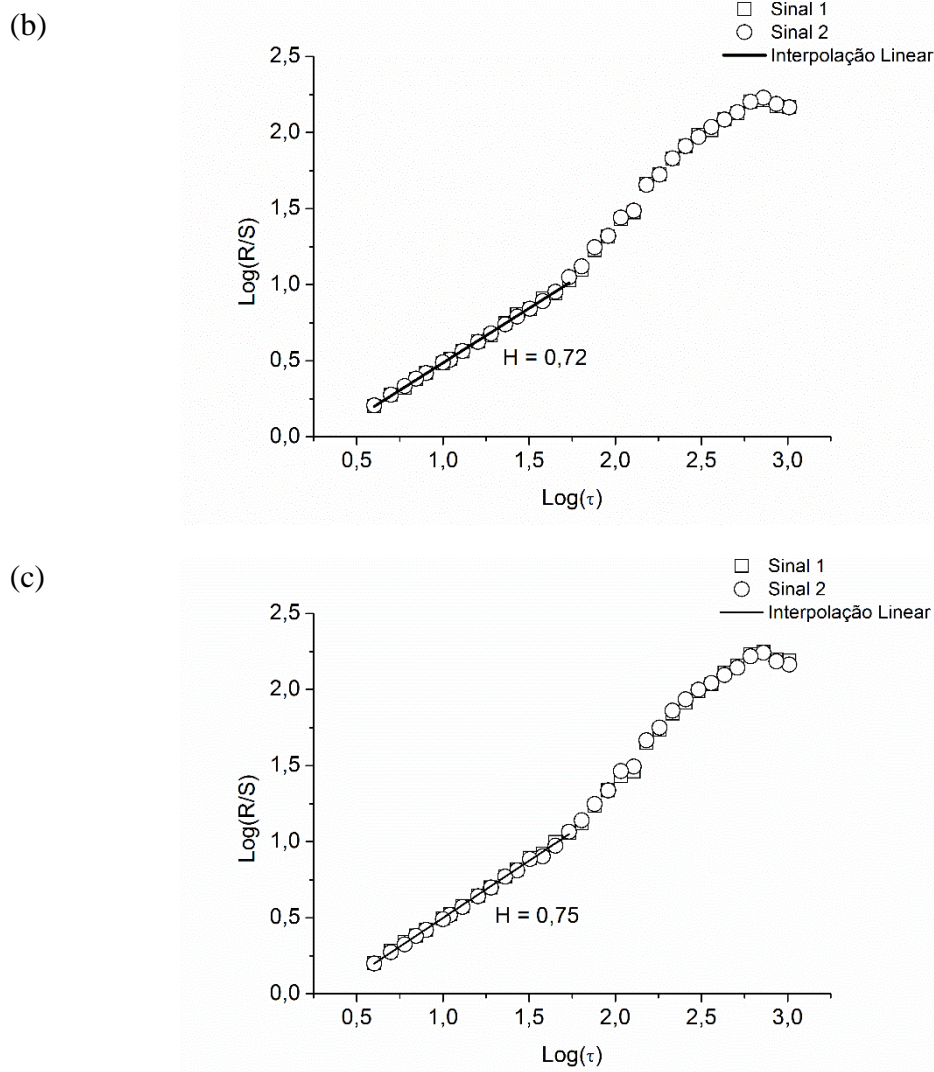 (b)
Sinal 1
Sinal 2
Interpolação Linear
2,5
2,0
1,5
1,0
0,5
0,0
Log(R/S)
H = 0,72
0,5 1,0 1,5 2,0 2,5 3,0
Log(τ)
(c)
Sinal 1
Sinal 2
Interpolação Linear
2,5
2,0
1,5
1,0
0,5
0,0
Log(R/S)
H = 0,75
0,5 1,0 1,5 2,0 2,5 3,0
Log(τ)